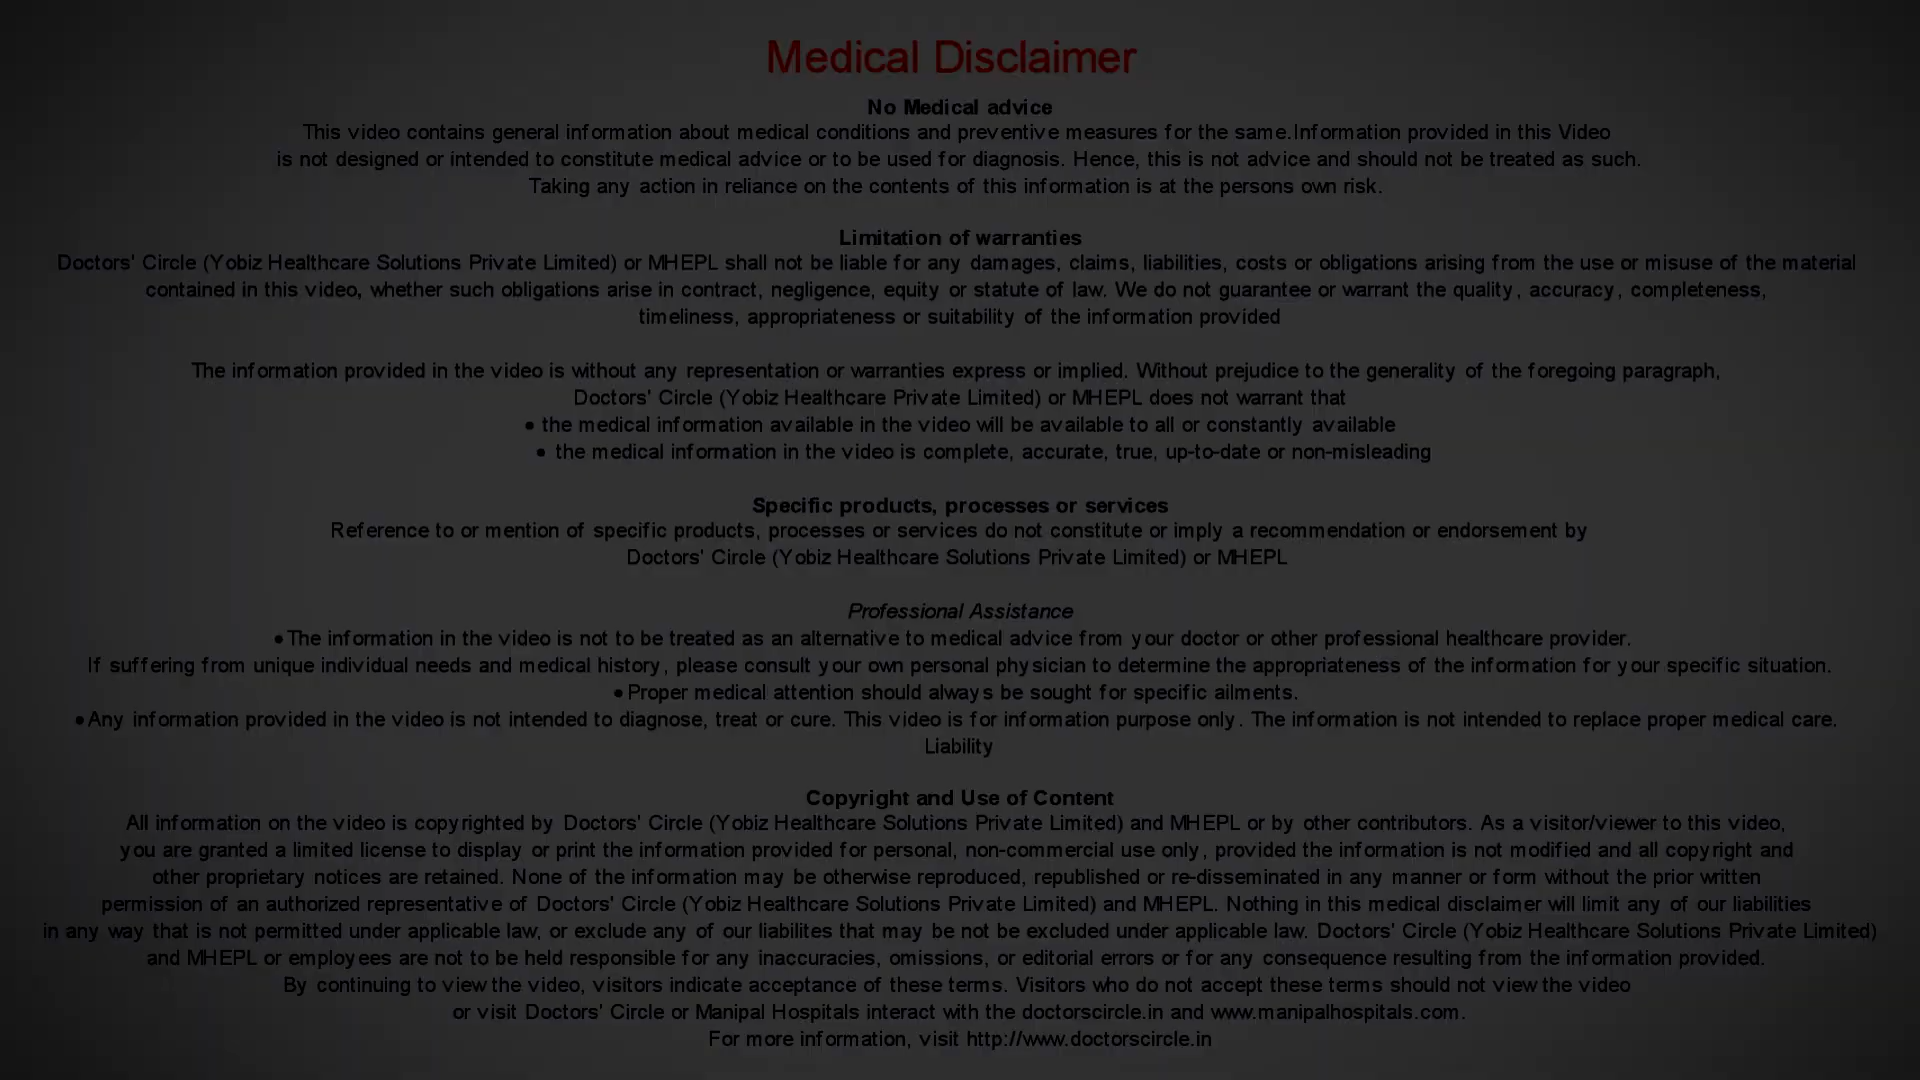 Medical Disclaimer
No Medical advice
This video contains general information about medical conditions and preventive measures for the same.Information provided in this Video
is not designed or intended to constitute medical advice or to be used for diagnosis. Hence, this is not advice and should not be treated as such.
Taking any action in reliance on the contents of this information is at the persons own risk.
Limitation of warranties
Doctors' Circle (Yobiz Healthcare Solutions Private Limited) or MHEPL shall not be liable for any damages, claims, liabilities, costs or obligations arising from the use or misuse of the material
contained in this video, whether such obligations arise in contract, negligence, equity or statute of law. We do not guarantee or warrant the quality, accuracy, completeness,
timeliness, appropriateness or suitability of the information provided
The information provided in the video is without any representation or warranties express or implied. Without prejudice to the generality of the foregoing paragraph,
Doctors' Circle (Yobiz Healthcare Private Limited) or MHEPL does not warrant that
• the medical information available in the video will be available to all or constantly available
• the medical information in the video is complete, accurate, true, up-to-date or non-misleading
Specific products, processes or services
Reference to or mention of specific products, processes or services do not constitute or imply a recommendation or endorsement by
Doctors' Circle (Yobiz Healthcare Solutions Private Limited) or MHEPL
Professional Assistance
•The information in the video is not to be treated as an alternative to medical advice from your doctor or other professional healthcare provider.
If suffering from unique individual needs and medical history, please consult your own personal physician to determine the appropriateness of the information for your specific situation.
•Proper medical attention should always be sought for specific ailments.
•Any information provided in the video is not intended to diagnose, treat or cure. This video is for information purpose only. The information is not intended to replace proper medical care.
Liability
Copyright and Use of Content
All information on the video is copyrighted by Doctors' Circle (Yobiz Healthcare Solutions Private Limited) and MHEPL or by other contributors. As a visitor/viewer to this video,
you are granted a limited license to display or print the information provided for personal, non-commercial use only, provided the information is not modified and all copyright and
other proprietary notices are retained. None of the information may be otherwise reproduced, republished or re-disseminated in any manner or form without the prior written
permission of an authorized representative of Doctors' Circle (Yobiz Healthcare Solutions Private Limited) and MHEPL. Nothing in this medical disclaimer will limit any of our liabilities
in any way that is not permitted under applicable law, or exclude any of our liabilites that may be not be excluded under applicable law. Doctors' Circle (Yobiz Healthcare Solutions Private Limited)
and MHEPL or employees are not to be held responsible for any inaccuracies, omissions, or editorial errors or for any consequence resulting from the information provided.
By continuing to view the video, visitors indicate acceptance of these terms. Visitors who do not accept these terms should not view the video
or visit Doctors' Circle or Manipal Hospitals interact with the doctorscircle.in and www.manipalhospitals.com.
For more information, visit http://www.doctorscircle.in